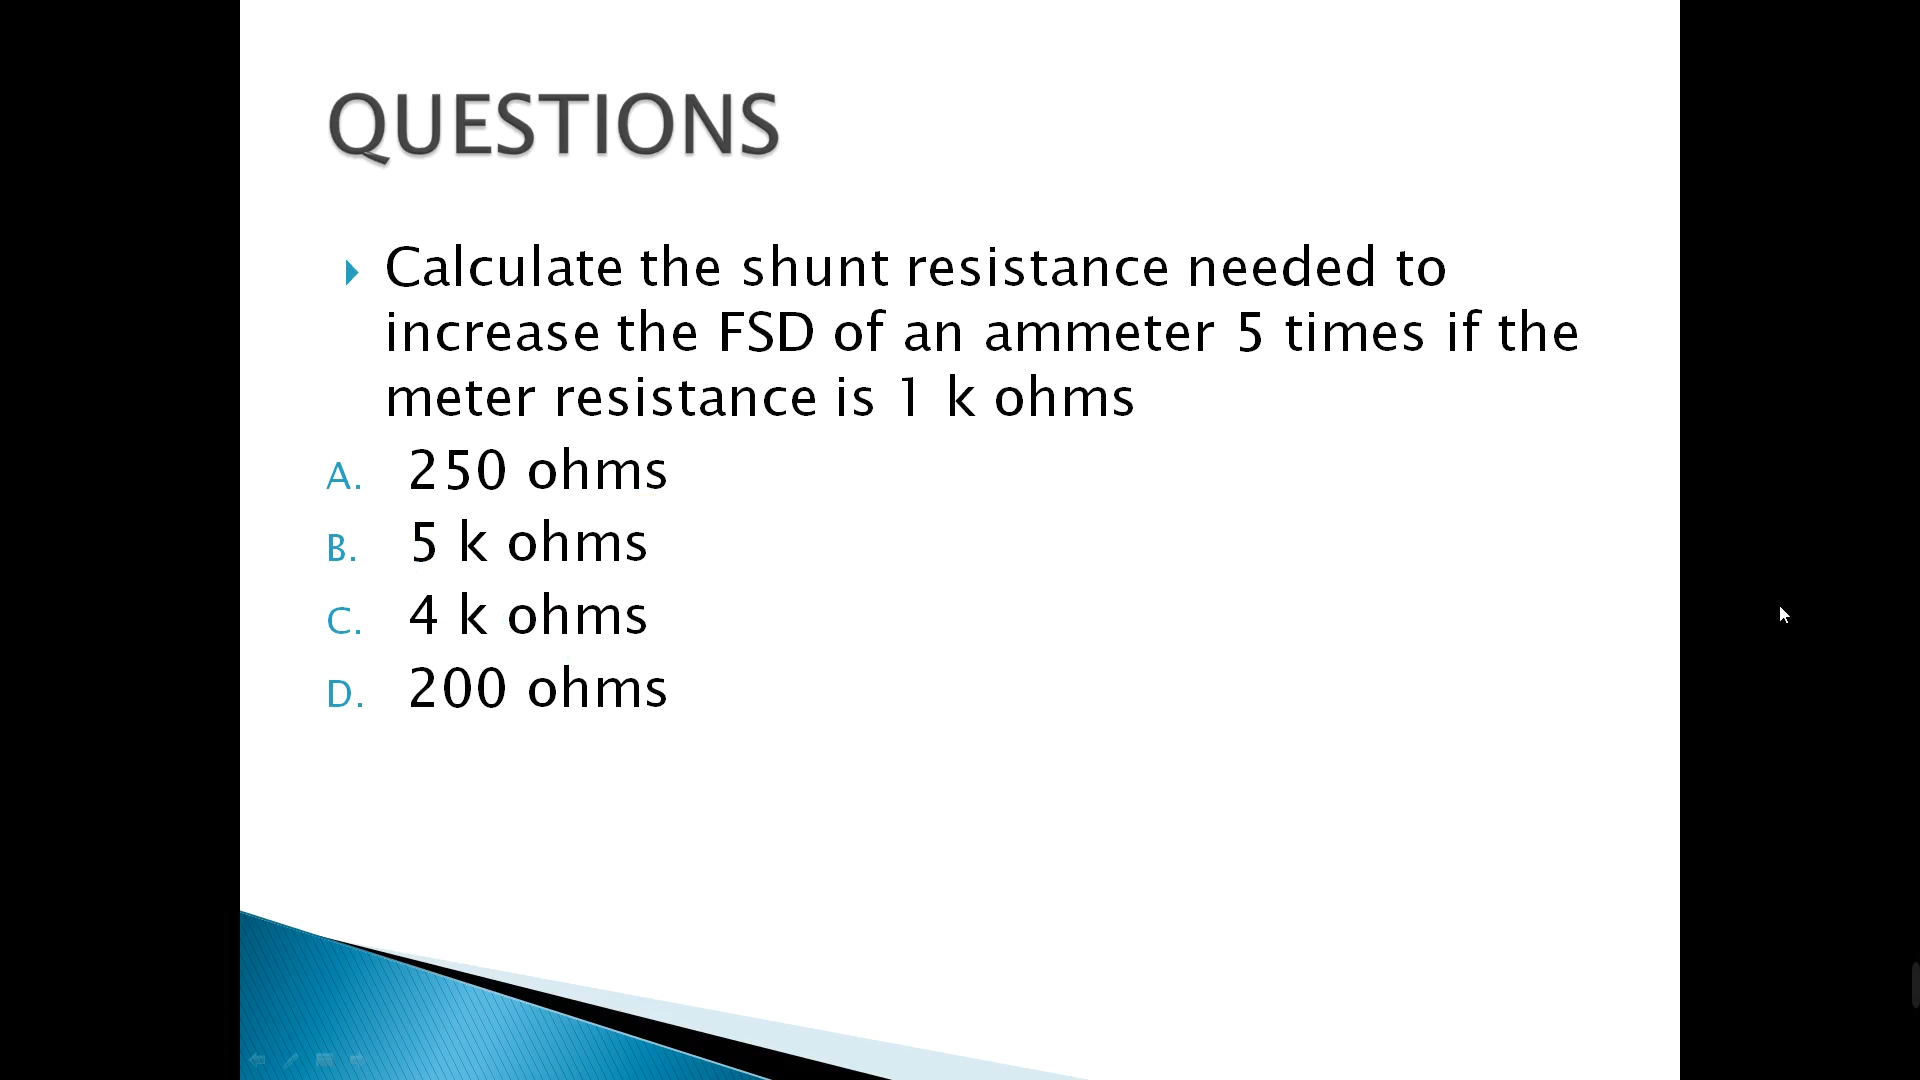 QUESTIONS
Calculate the shunt resistance needed to
increase the FSD of an ammeter 5 times if the
meter resistance is 1 k ohms
A. 250 ohms
B. 5 k ohms
C. 4 k ohms
D. 200 ohms